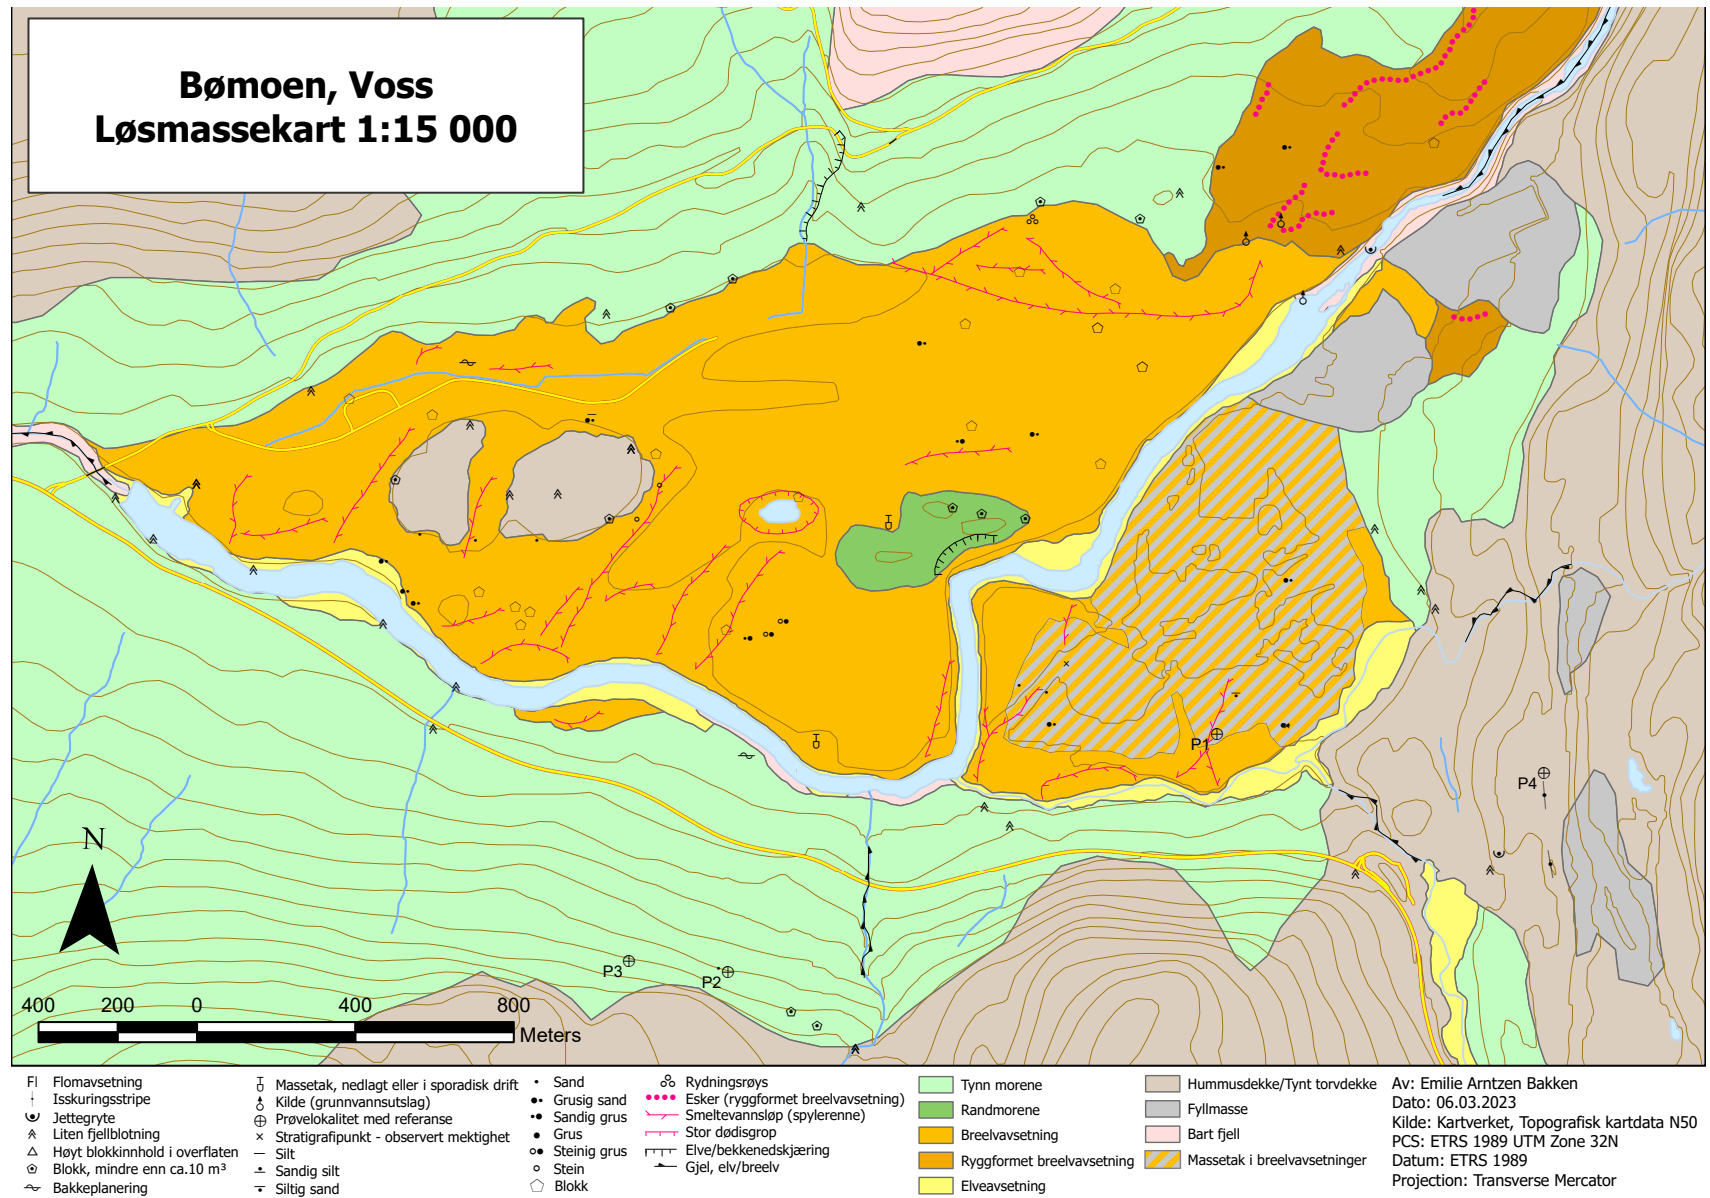 Bømoen, Voss
Løsmassekart 1:15 000
P1
P4
P3
P2
N
400 200 0 400 800
Meters
Fl Flomavsetning
Isskuringsstripe
Jettegryte
Liten fjellblotning
Høyt blokkinnhold i overflaten
Blokk, mindre enn ca.10 m³
Bakkeplanering
Massetak, nedlagt eller i sporadisk drift
Kilde (grunnvannsutslag)
Prøvelokalitet med referanse
Stratigrafipunkt - observert mektighet
Silt
Sandig silt
Siltig sand
Sand
Grusig sand
Sandig grus
Grus
Steinig grus
Stein
Blokk
Rydningsrøys
Esker (ryggformet breelvavsetning)
Smeltevannsløp (spylerenne)
Stor dødisgrop
Elve/bekkenedskjæring
Gjel, elv/breelv
Tynn morene
Randmorene
Breelvavsetning
Ryggformet breelvavsetning
Elveavsetning
Hummusdekke/Tynt torvdekke
Fyllmasse
Bart fjell
Massetak i breelvavsetninger
Av: Emilie Arntzen Bakken
Dato: 06.03.2023
Kilde: Kartverket, Topografisk kartdata N50
PCS: ETRS 1989 UTM Zone 32N
Datum: ETRS 1989
Projection: Transverse Mercator